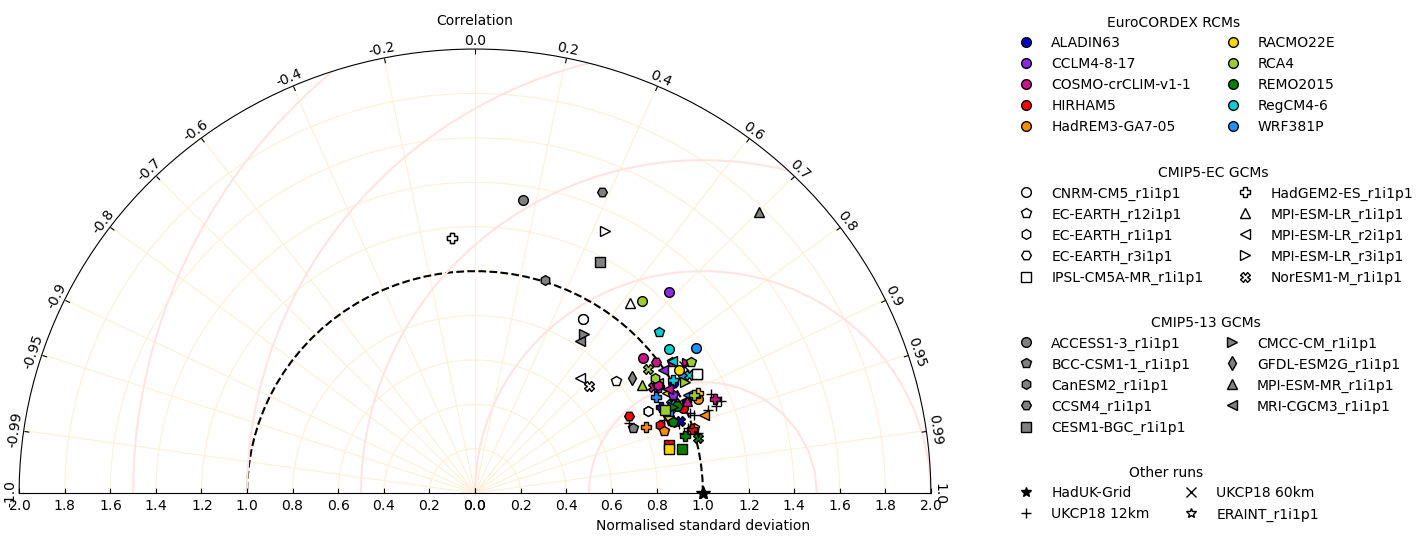 Correlation
0.0
-0.2
0.2
-0.4
0.4
-0.6
0.6
-0.7
0.7
-0.8
0.8
-0.9
0.9
-0.95
0.95
-0.99
0.99
-1.0
1.0
2.0 1.8 1.6 1.4 1.2 1.0 0.8 0.6 0.4 0.2 0.0 0.2 0.4 0.6 0.8 1.0 1.2 1.4 1.6 1.8 2.0
Normalised standard deviation
EuroCORDEX RCMs
ALADIN63
CCLM4-8-17
COSMO-crCLIM-v1-1
HIRHAM5
HadREM3-GA7-05
RACMO22E
RCA4
REMO2015
RegCM4-6
WRF381P
CMIP5-EC GCMs
CNRM-CM5_r1i1p1
EC-EARTH_r12i1p1
EC-EARTH_r1i1p1
EC-EARTH_r3i1p1
IPSL-CM5A-MR_r1i1p1
HadGEM2-ES_r1i1p1
MPI-ESM-LR_r1i1p1
MPI-ESM-LR_r2i1p1
MPI-ESM-LR_r3i1p1
NorESM1-M_r1i1p1
CMIP5-13 GCMs
ACCESS1-3_r1i1p1
BCC-CSM1-1_r1i1p1
CanESM2_r1i1p1
CCSM4_r1i1p1
CESM1-BGC_r1i1p1
CMCC-CM_r1i1p1
GFDL-ESM2G_r1i1p1
MPI-ESM-MR_r1i1p1
MRI-CGCM3_r1i1p1
Other runs
HadUK-Grid
UKCP18 12km
UKCP18 60km
ERAINT_r1i1p1